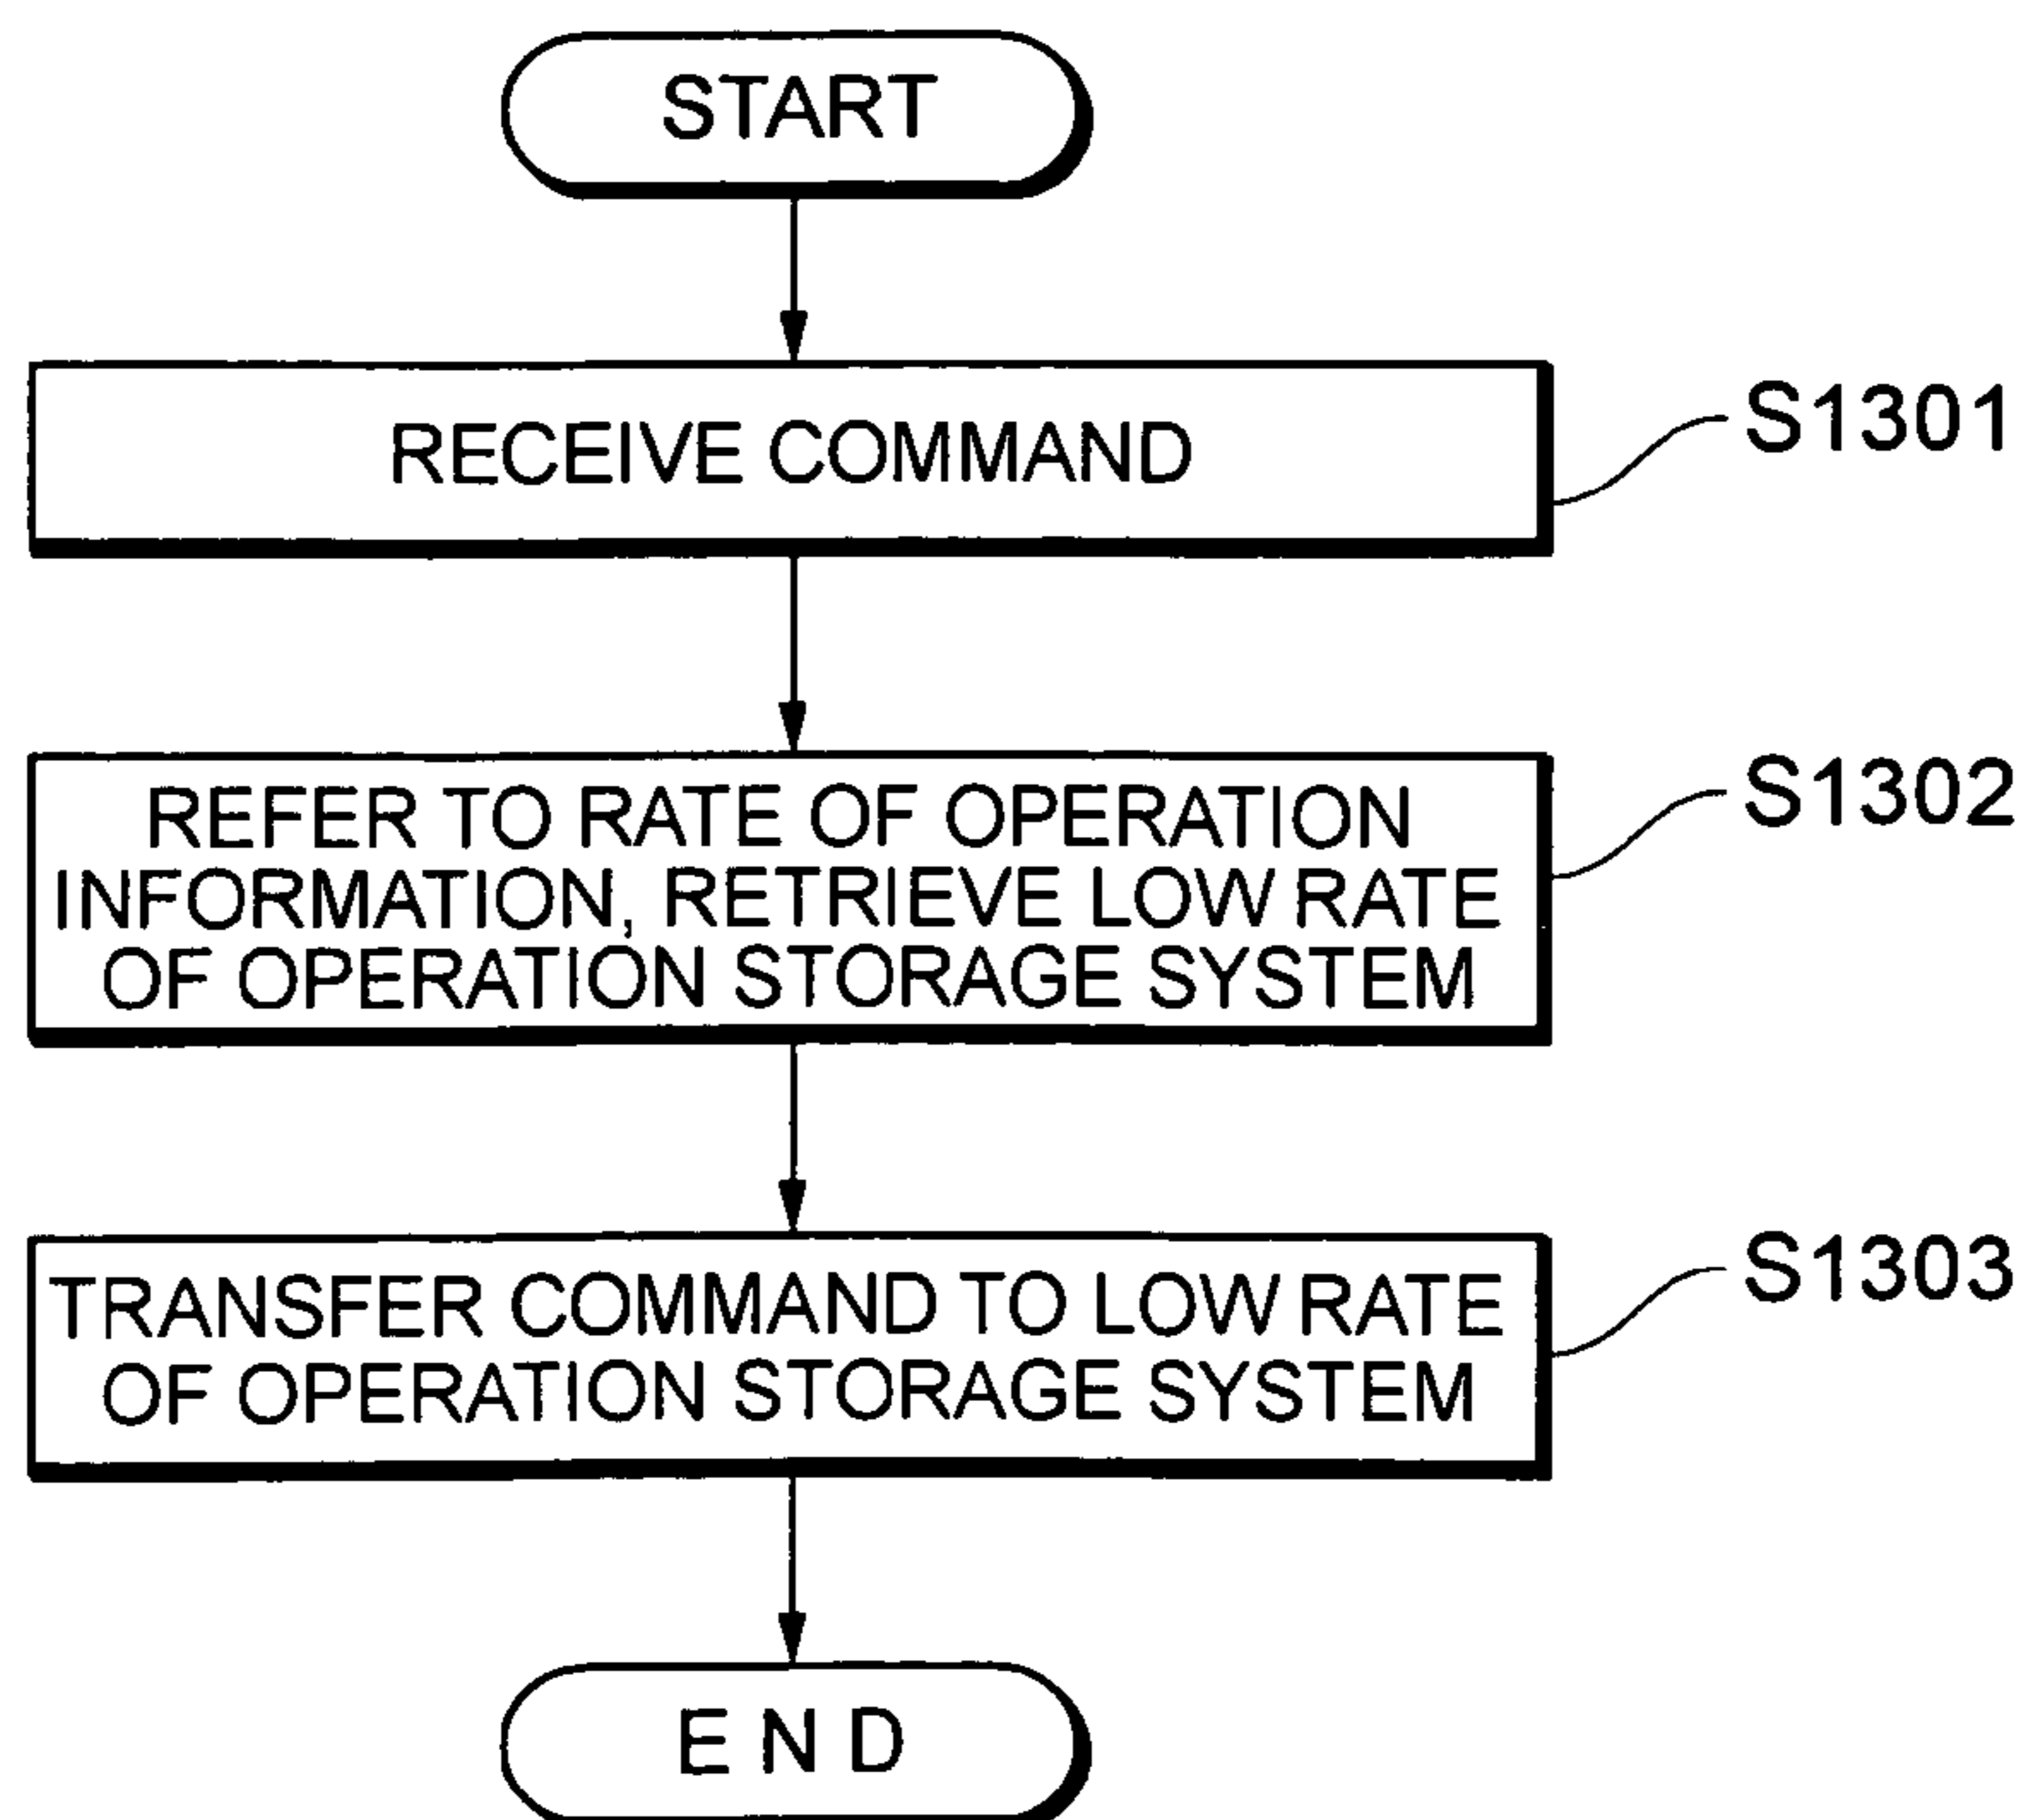 START
RECEIVE COMMAND
S1301
REFER TO RATE OF OPERATION
INFORMATION, RETRIEVE LOW RATE
OF OPERATION STORAGE SYSTEM
S1302
TRANSFER COMMAND TO LOW RATE
OF OPERATION STORAGE SYSTEM
S1303
END